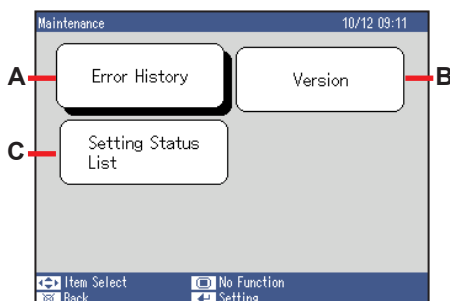 Maintenance 10/12 09:11
A Error History Version B
C Setting Status
List
Item Select No Function
Back Setting